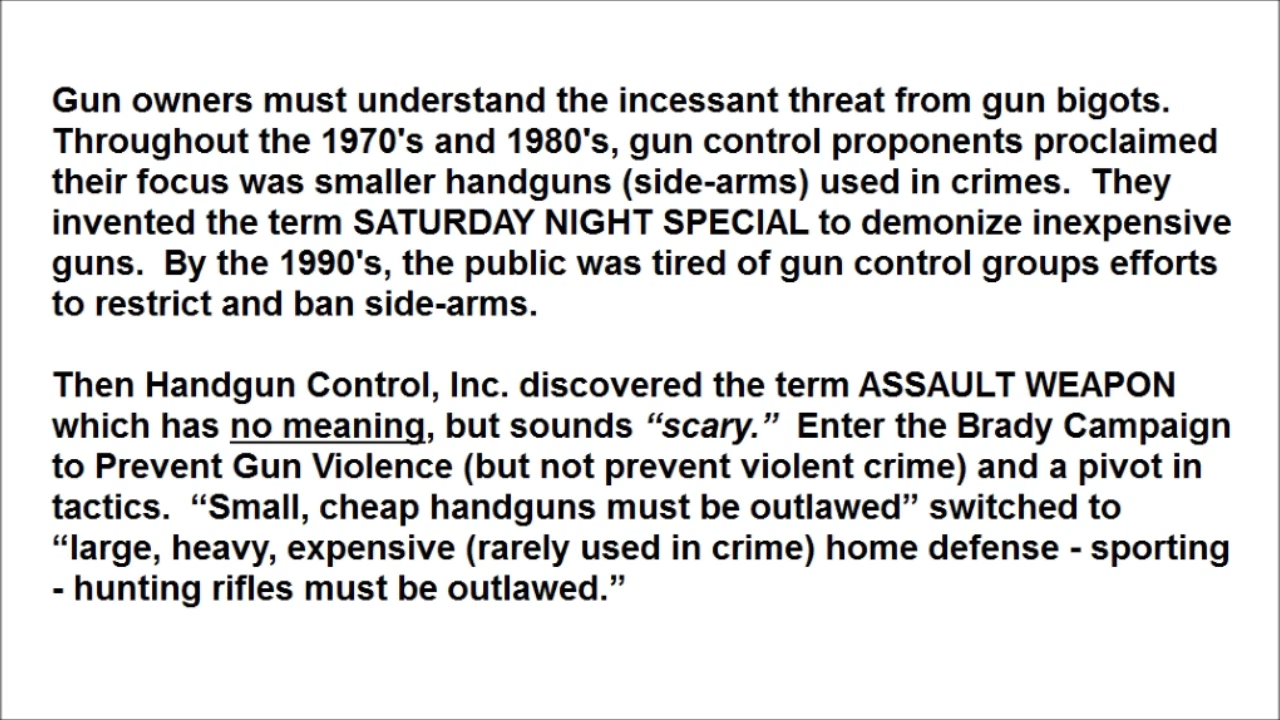 Gun owners must understand the incessant threat from gun bigots.
Throughout the 1970's and 1980's, gun control proponents proclaimed
their focus was smaller handguns (side-arms) used in crimes.  They
invented the term SATURDAY NIGHT SPECIAL to demonize inexpensive
guns.  By the 1990's, the public was tired of gun control groups efforts
to restrict and ban side-arms.
Then Handgun Control, Inc. discovered the term ASSAULT WEAPON
which has no meaning, but sounds “scary.”  Enter the Brady Campaign
to Prevent Gun Violence (but not prevent violent crime) and a pivot in
tactics.  “Small, cheap handguns must be outlawed” switched to
“large, heavy, expensive (rarely used in crime) home defense - sporting
- hunting rifles must be outlawed.”